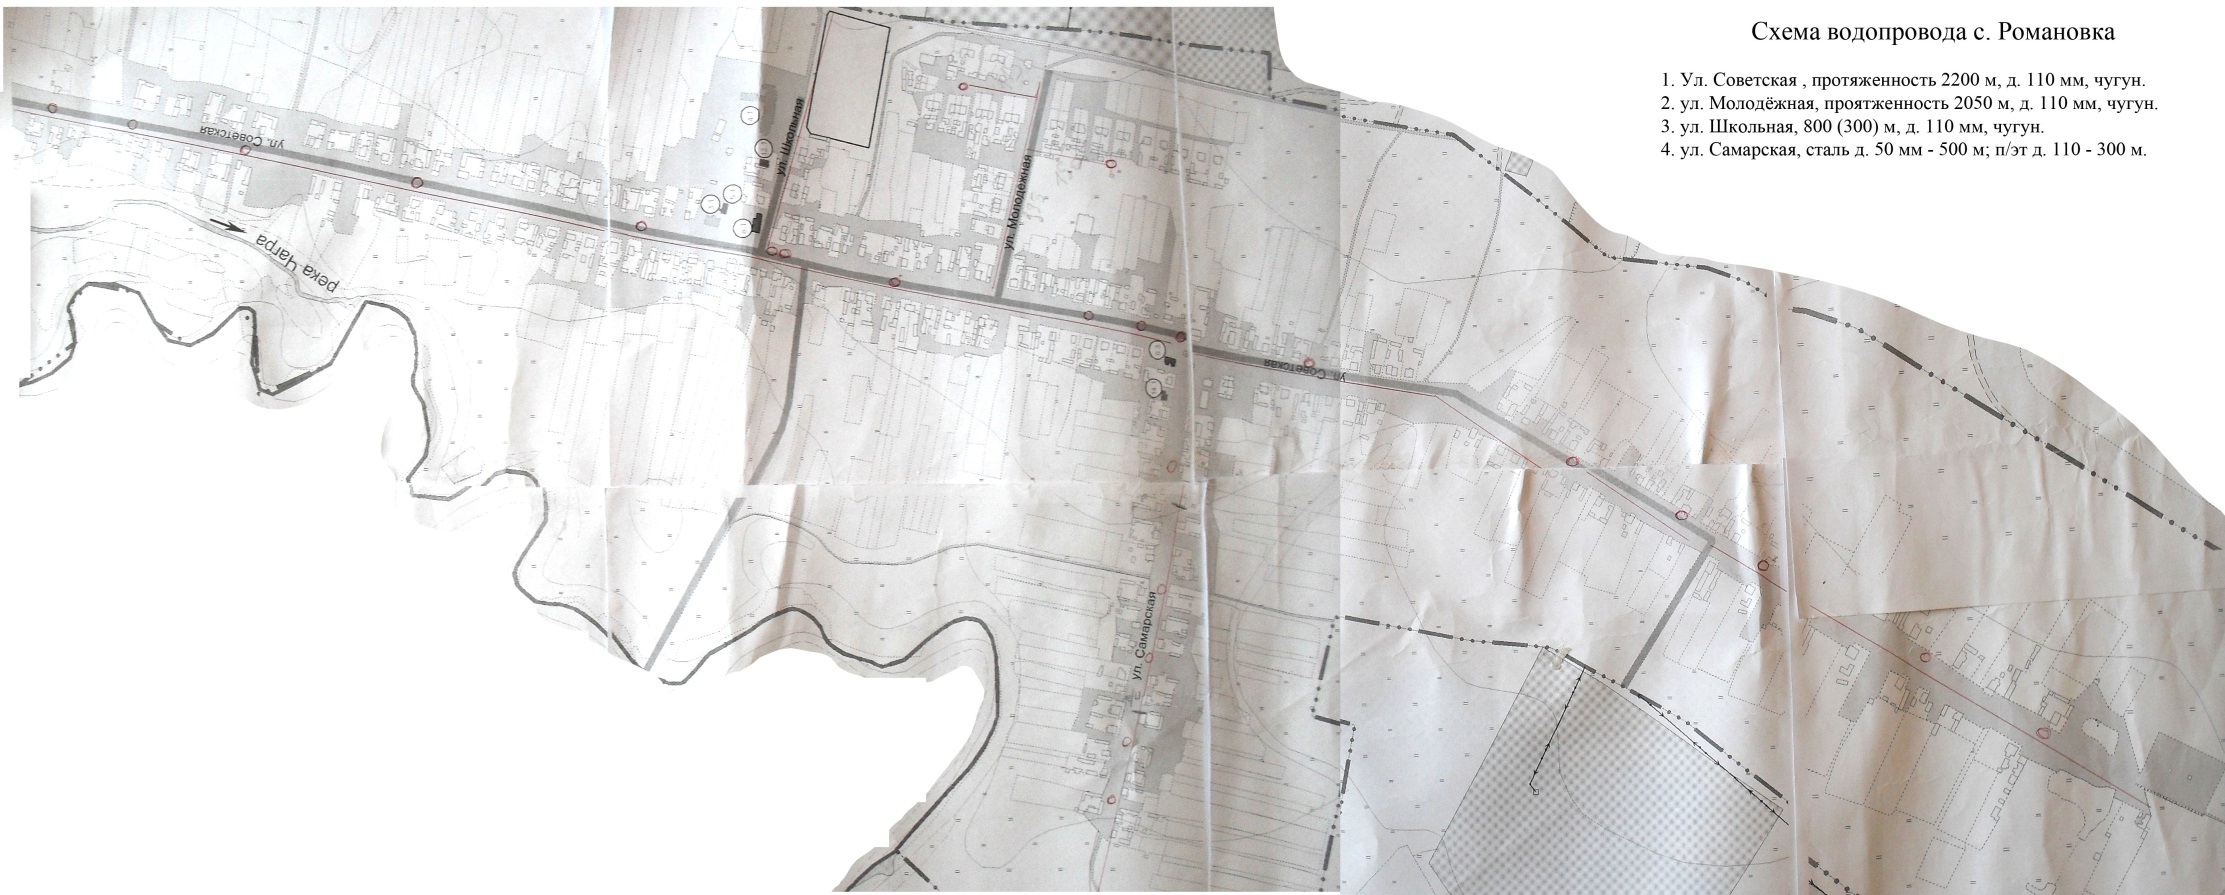 Схема водопровода с. Романовка
1. Ул. Советская , протяженность 2200 м, д. 110 мм, чугун.
2. ул. Молодёжная, проятженность 2050 м, д. 110 мм, чугун.
3. ул. Школьная, 800 (300) м, д. 110 мм, чугун.
4. ул. Самарская, сталь д. 50 мм - 500 м; п/эт д. 110 - 300 м.
ул. Советская
ул. Школьная
ул. Молодёжная
река Чагра
ул. Советская
ул. Самарская